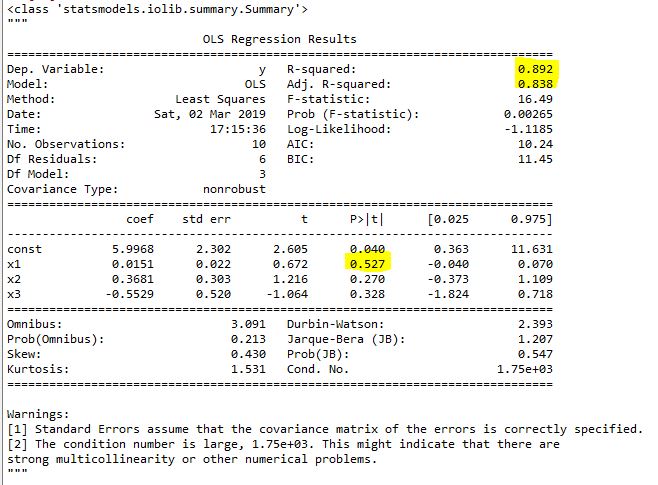 <class 'statsmodels.iolib.summary.Summary'>
"""
OLS Regression Results
==============================================================================
Dep. Variable: y R-squared: 0.892
Model: OLS Adj. R-squared: 0.838
Method: Least Squares F-statistic: 16.49
Date: Sat, 02 Mar 2019 Prob (F-statistic): 0.00265
Time: 17:15:36 Log-Likelihood: -1.1185
No. Observations: 10 AIC: 10.24
Df Residuals: 6 BIC: 11.45
Df Model: 3
Covariance Type: nonrobust
==============================================================================
coef std err t P>|t| [0.025 0.975]
------------------------------------------------------------------------------
const 5.9968 2.302 2.605 0.040 0.363 11.631
x1 0.0151 0.022 0.672 0.527 -0.040 0.070
x2 0.3681 0.303 1.216 0.270 -0.373 1.109
x3 -0.5529 0.520 -1.064 0.328 -1.824 0.718
==============================================================================
Omnibus: 3.091 Durbin-Watson: 2.393
Prob(Omnibus): 0.213 Jarque-Bera (JB): 1.207
Skew: 0.430 Prob(JB): 0.547
Kurtosis: 1.531 Cond. No. 1.75e+03
==============================================================================
Warnings:
[1] Standard Errors assume that the covariance matrix of the errors is correctly specified.
[2] The condition number is large, 1.75e+03. This might indicate that there are
strong multicollinearity or other numerical problems.
"""